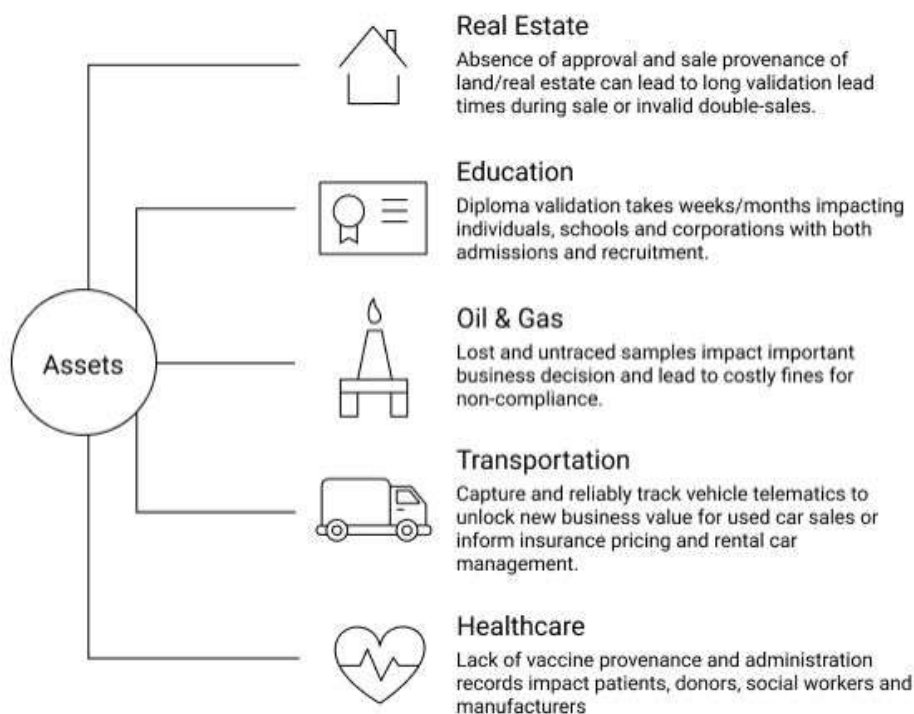 Real Estate
Absence of approval and sale provenance of
land/real estate can lead to long validation lead
times during sale or invalid double-sales.
Education
Diploma validation takes weeks/months impacting
individuals, schools and corporations with both
admissions and recruitment.
Oil & Gas
Lost and untraced samples impact important
business decision and lead to costly fines for
non-compliance.
Assets
Transportation
Capture and reliably track vehicle telematics to
unlock new business value for used car sales or
inform insurance pricing and rental car
management.
Healthcare
Lack of vaccine provenance and administration
records impact patients, donors, social workers and
manufacturers